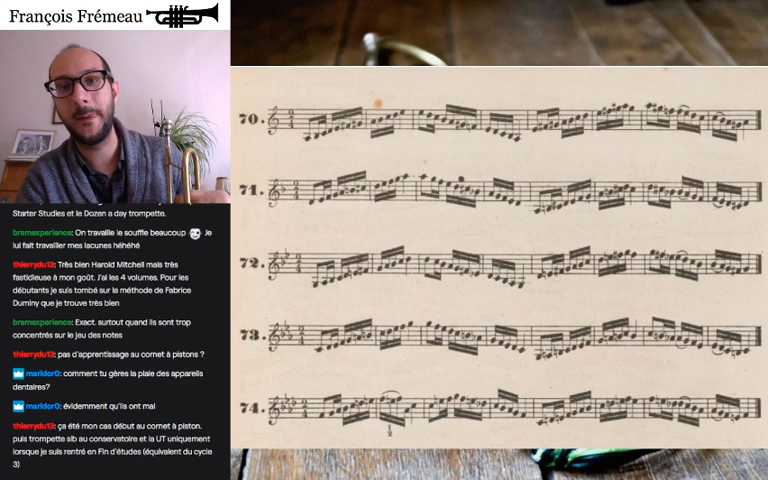 François Frémeau
Starter Studies et le Dozen a day trompette.
bremexperience: On travaille le souffle beaucoup Je
lui fait travailler mes lacunes héhéhé
thierrydu13: Très bien Harold Mitchell mais très
fastidieuse à mon goût. J'ai les 4 volumes. Pour les
débutants je suis tombé sur la méthode de Fabrice
Duminy que je trouve très bien
bremexperience: Exact. surtout quand ils sont trop
concentrés sur le jeu des notes
thierrydu13: pas d'apprentissage au cornet à pistons ?
maridor0: comment tu gères la plaie des appareils
dentaires?
maridor0: évidemment qu'ils ont mal
thierrydu13: ça été mon cas début au cornet à piston.
puis trompette sib au conservatoire et la UT uniquement
lorsque je suis rentré en Fin d'études (équivalent du cycle
3)
70.
71.
72.
73.
74.